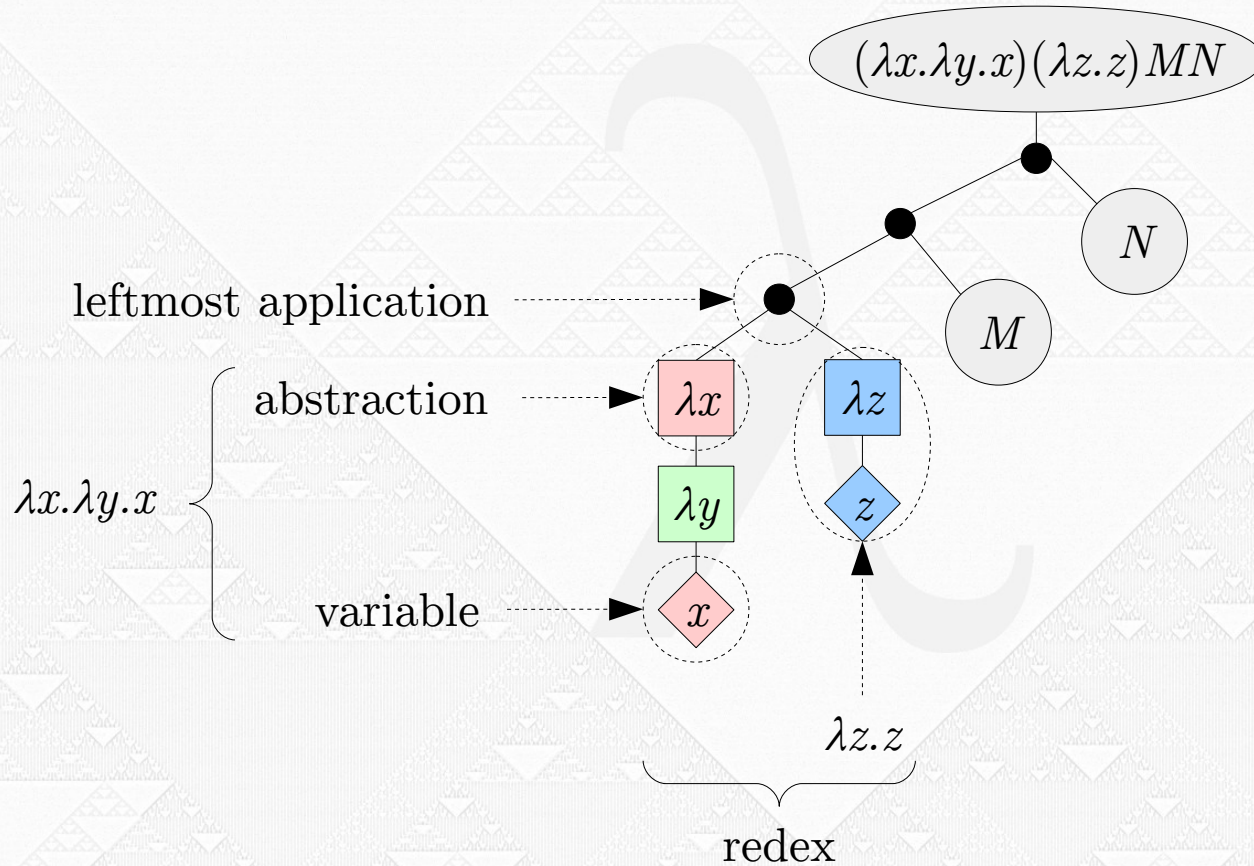 (λx.λy.x)(λz.z)MN
N
M
leftmost application
abstraction
λx
λz
λx.λy.x
λy
z
variable
x
λz.z
redex